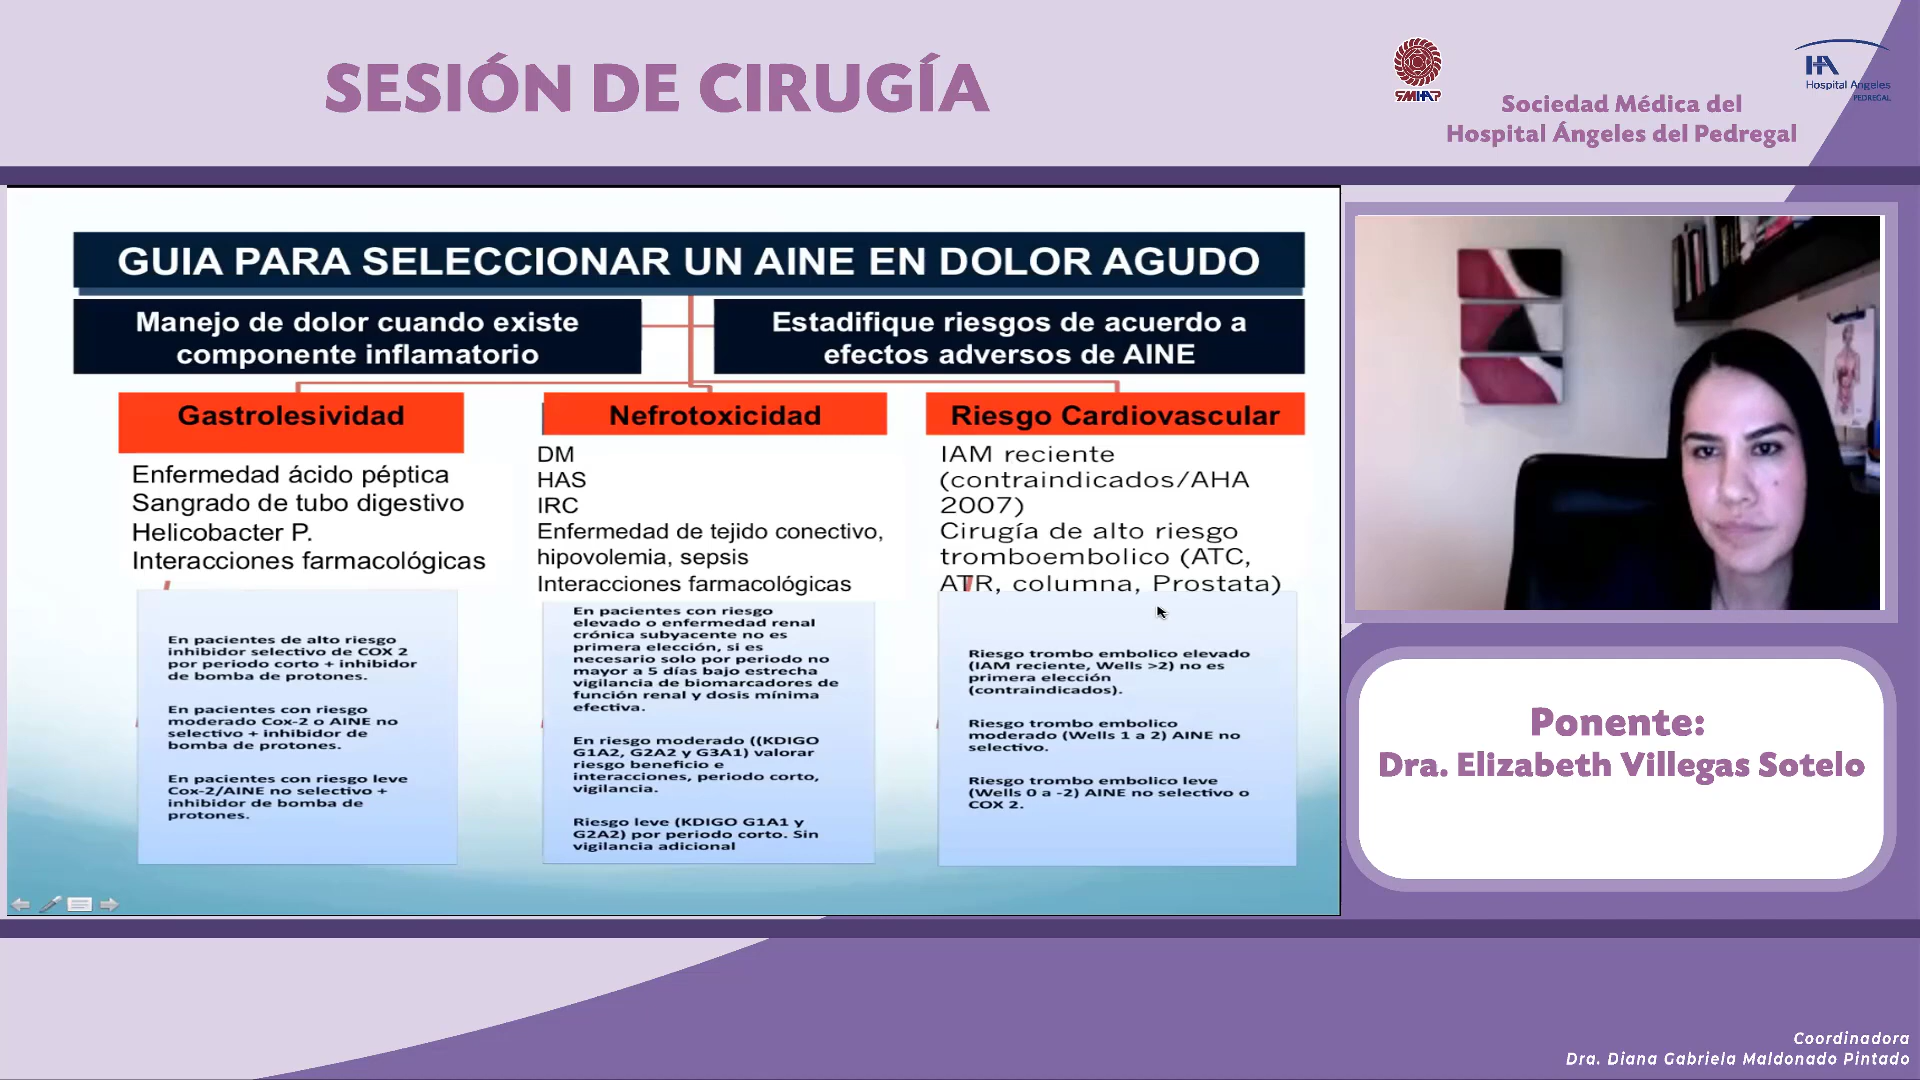 SESIÓN DE CIRUGÍA
SMHAP
Sociedad Médica del
Hospital Ángeles del Pedregal
HA
Hospital Angeles
PEDREGAL
GUIA PARA SELECCIONAR UN AINE EN DOLOR AGUDO
Manejo de dolor cuando existe
componente inflamatorio
Estadifique riesgos de acuerdo a
efectos adversos de AINE
Gastrolesividad
Enfermedad ácido péptica
Sangrado de tubo digestivo
Helicobacter P.
Interacciones farmacológicas
En pacientes de alto riesgo
inhibidor selectivo de COX 2
por periodo corto + inhibidor
de bomba de protones.
En pacientes con riesgo
moderado Cox-2 o AINE no
selectivo + inhibidor de
bomba de protones.
En pacientes con riesgo leve
Cox-2/AINE no selectivo +
inhibidor de bomba de
protones.
Nefrotoxicidad
DM
HAS
IRC
Enfermedad de tejido conectivo,
hipovolemia, sepsis
Interacciones farmacológicas
En pacientes con riesgo
elevado o enfermedad renal
crónica subyacente no es
primera elección, si es
necesario solo por periodo no
mayor a 5 días bajo estrecha
vigilancia de biomarcadores de
función renal y dosis mínima
efectiva.
En riesgo moderado ((KDIGO
G1A2, G2A2 y G3A1) valorar
riesgo beneficio e
interacciones, periodo corto,
vigilancia.
Riesgo leve (KDIGO G1A1 y
G2A2) por periodo corto. Sin
vigilancia adicional
Riesgo Cardiovascular
IAM reciente
(contraindicados/AHA
2007)
Cirugía de alto riesgo
tromboembolico (ATC,
ATR, columna, Prostata)
Riesgo trombo embolico elevado
(IAM reciente, Wells >2) no es
primera elección
(contraindicados).
Riesgo trombo embolico
moderado (Wells 1 a 2) AINE no
selectivo.
Riesgo trombo embolico leve
(Wells 0 a -2) AINE no selectivo o
COX 2.
Ponente:
Dra. Elizabeth Villegas Sotelo
Coordinadora
Dra. Diana Gabriela Maldonado Pintado